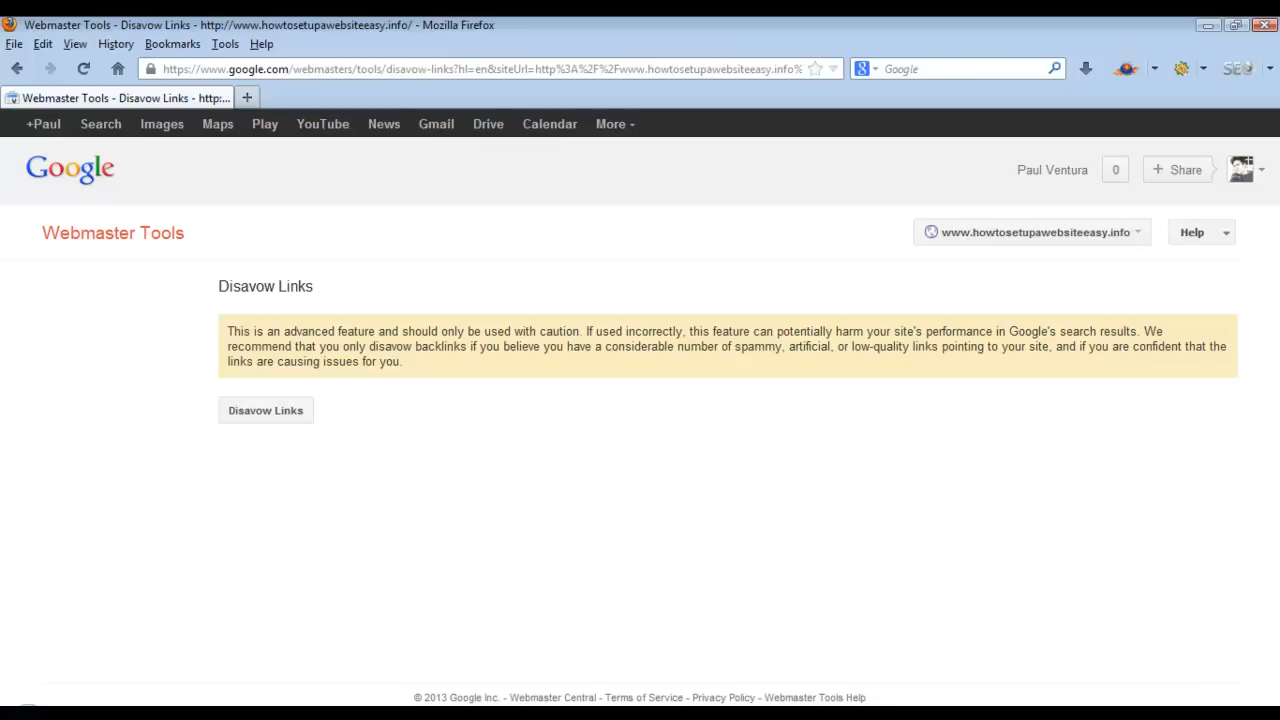 Webmaster Tools - Disavow Links - http://www.howtosetupawebsiteeasy.info/ - Mozilla Firefox
File Edit View History Bookmarks Tools Help
https://www.google.com/webmasters/tools/disavow-links?hl=en&siteUrl=http%3A%2F%2Fwww.howtosetupawebsiteeasy.info% 8 Google SEO
Webmaster Tools - Disavow Links - http:... +
+Paul Search Images Maps Play YouTube News Gmail Drive Calendar More
Google Paul Ventura 0 + Share
Webmaster Tools www.howtosetupawebsiteeasy.info Help
Disavow Links
This is an advanced feature and should only be used with caution. If used incorrectly, this feature can potentially harm your site's performance in Google's search results. We
recommend that you only disavow backlinks if you believe you have a considerable number of spammy, artificial, or low-quality links pointing to your site, and if you are confident that the
links are causing issues for you.
Disavow Links
© 2013 Google Inc. - Webmaster Central - Terms of Service - Privacy Policy - Webmaster Tools Help